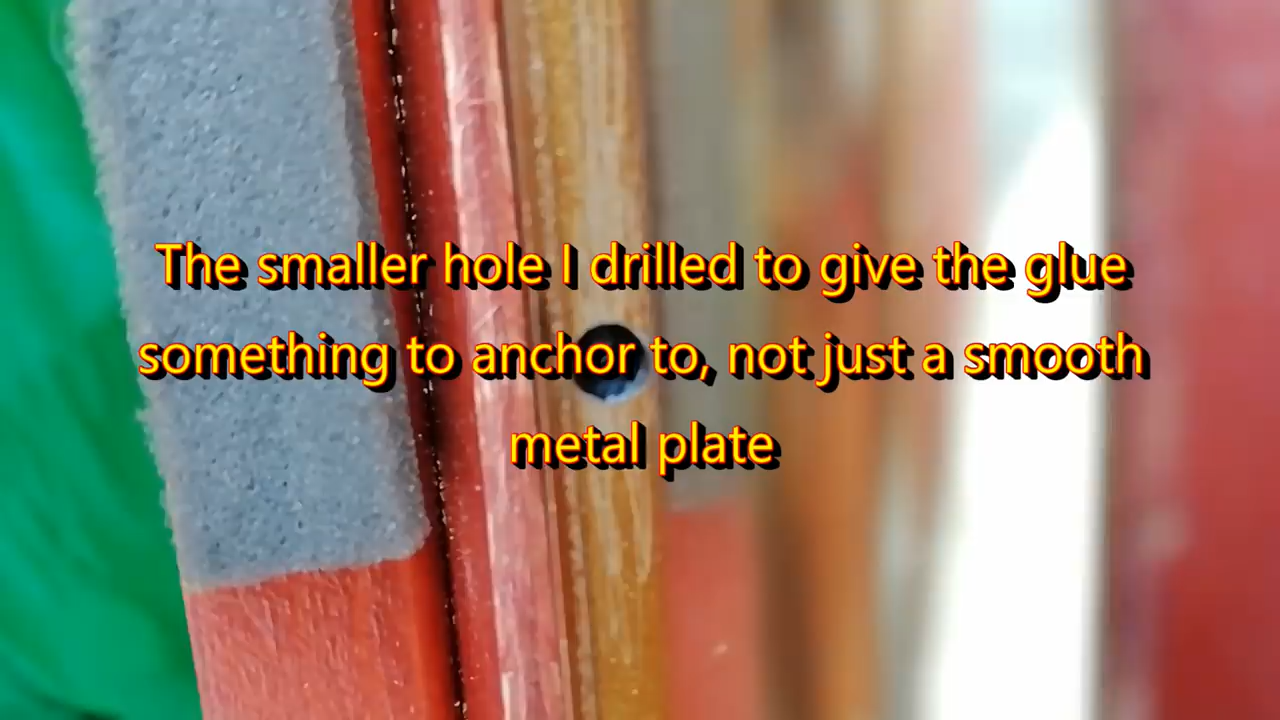 The smaller hole I drilled to give the glue
something to anchor to, not just a smooth
metal plate